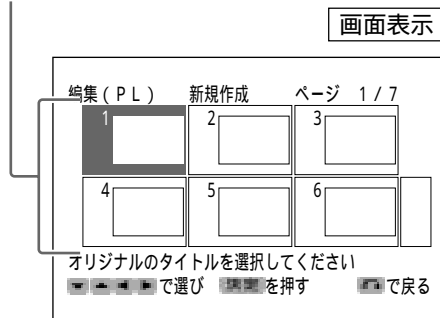 画面表示
編集(PL) 新規作成 ページ 1/7
1 2 3
4 5 6
オリジナルのタイトルを選択してください
で選び を押す で戻る